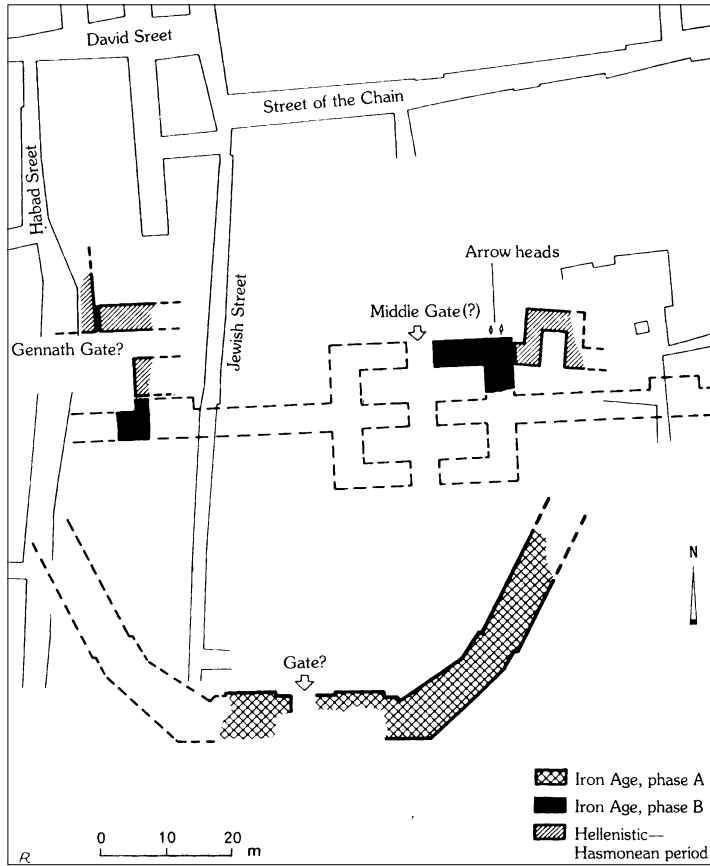 David Sreet
Street of the Chain
Habad Sreet
Jewish Street
Arrow heads
Middle Gate(?)
Gennath Gate?
N
Gate?
Iron Age, phase A
Iron Age, phase B
Hellenistic—
Hasmonean period
0 10 20
m
R